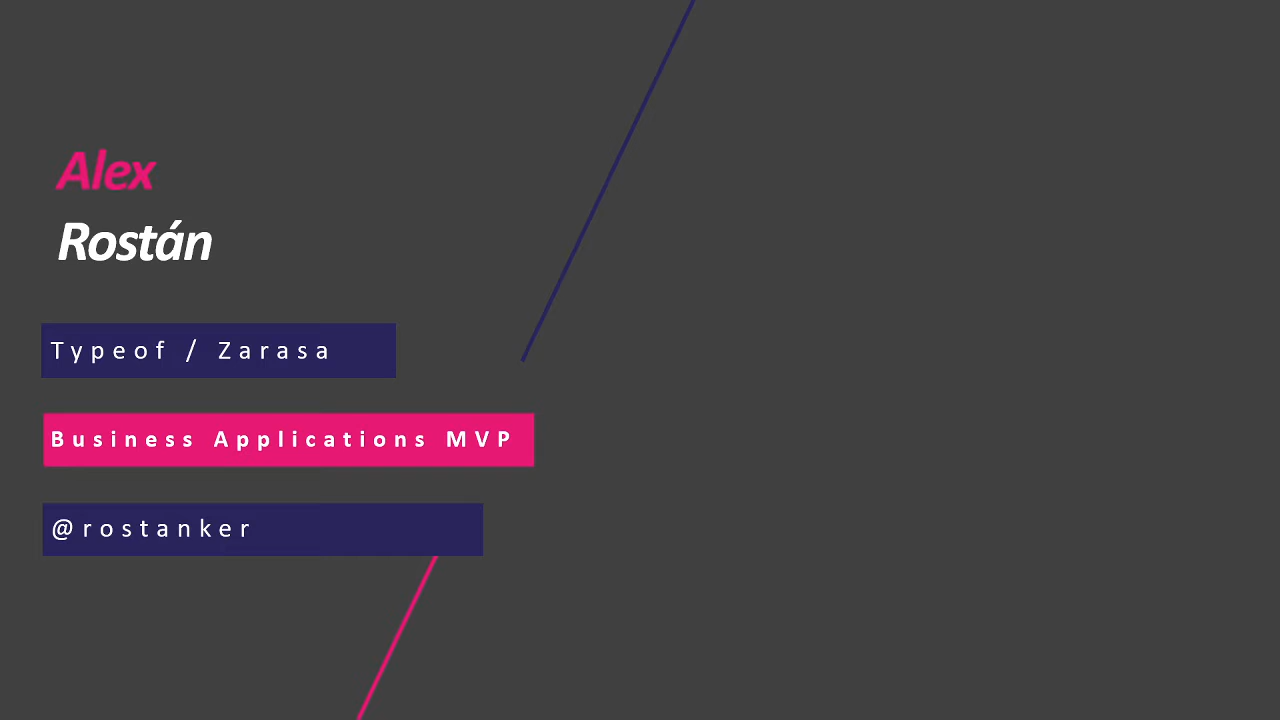 Alex
Rostán
Typeof / Zarasa
Business Applications MVP
@rostanker